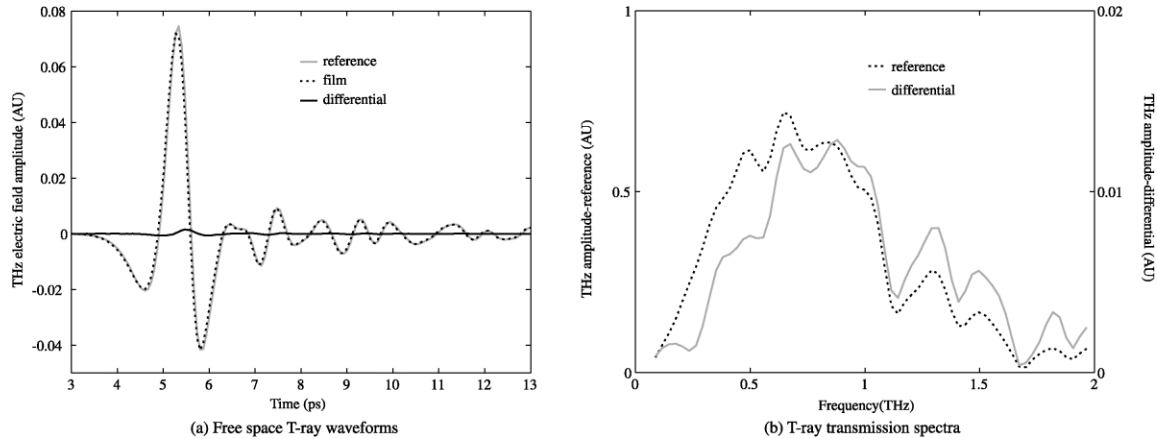 0.08
0.06
0.04
0.02
0
-0.02
-0.04
THz electric field amplitude (AU)
reference
film
differential
3 4 5 6 7 8 9 10 11 12 13
Time (ps)
(a) Free space T-ray waveforms
1
0.5
0
THz amplitude-reference (AU)
reference
differential
0.02
0.01
0
THz amplitude-differential (AU)
0 0.5 1 1.5 2
Frequency(THz)
(b) T-ray transmission spectra